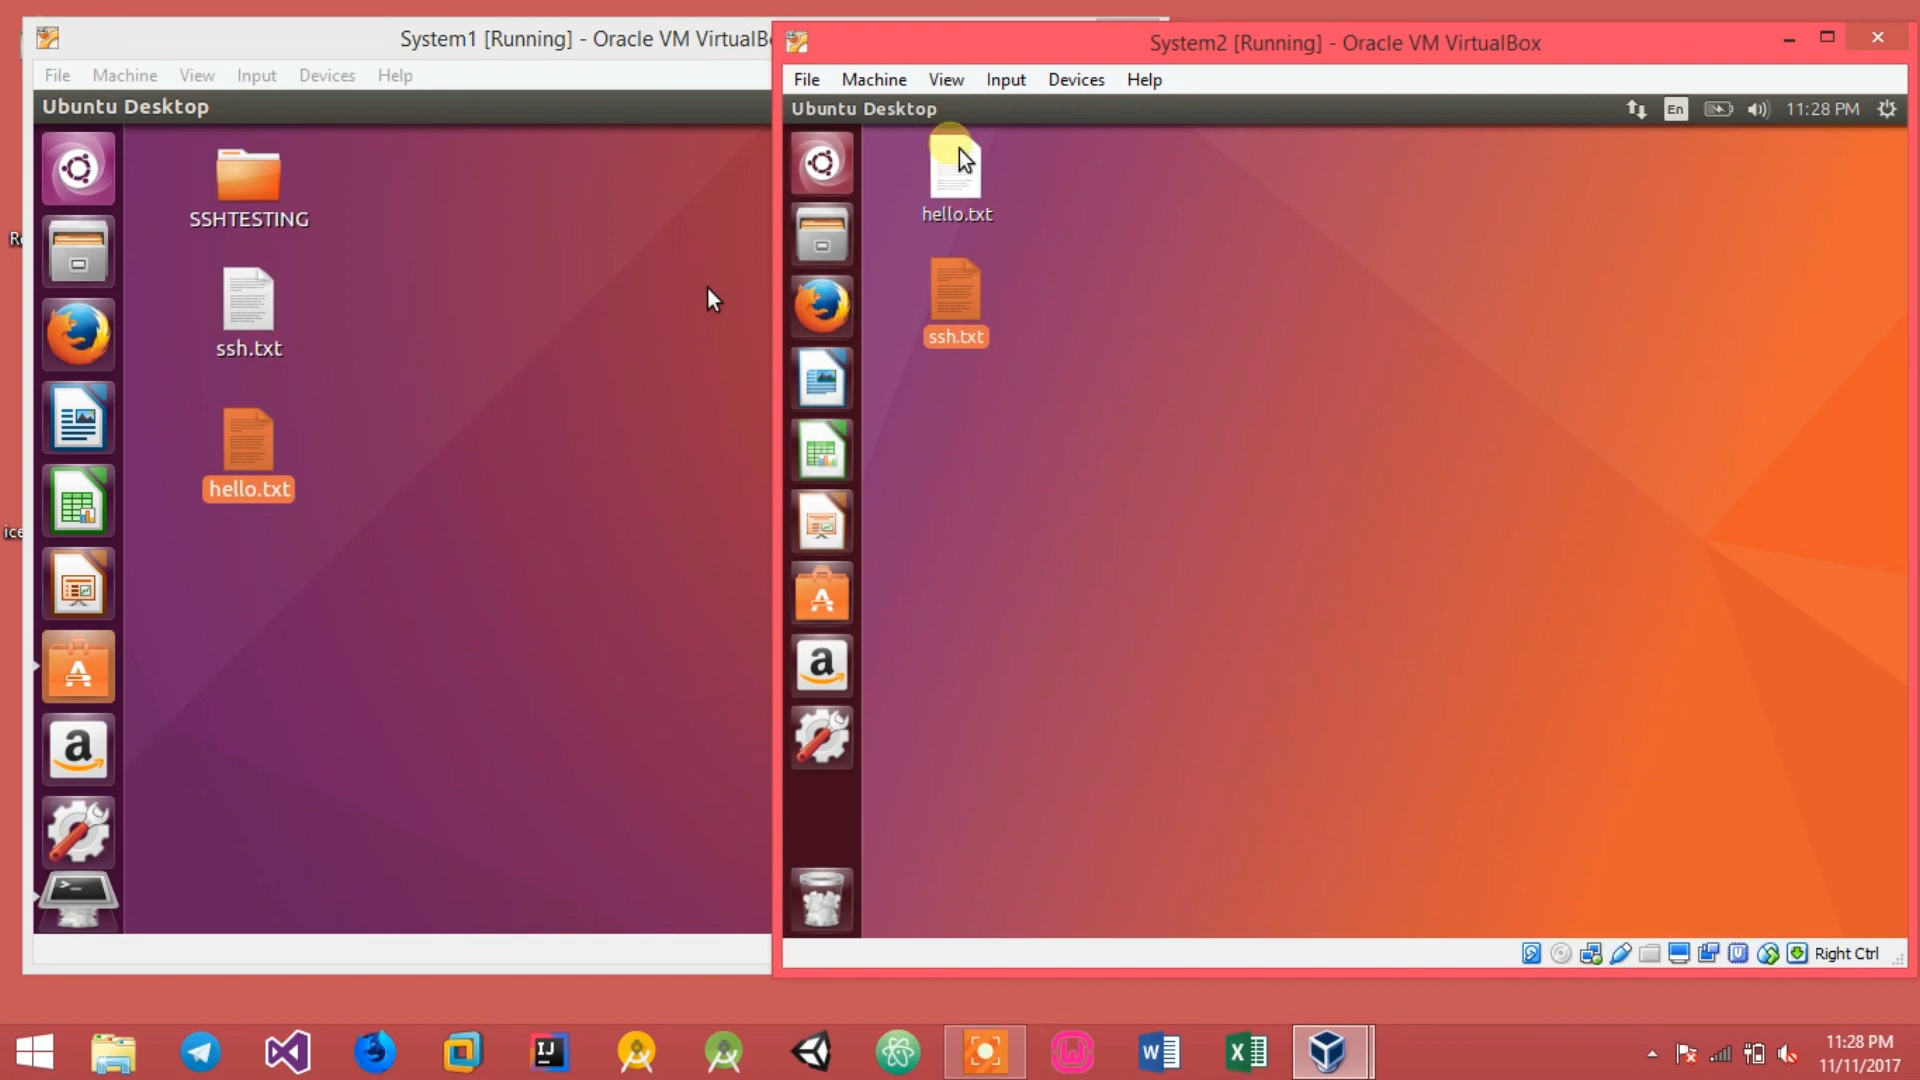 System1 [Running] - Oracle VM VirtualB
File Machine View Input Devices Help
Ubuntu Desktop
SSHTESTING
ssh.txt
hello.txt
System2 [Running] - Oracle VM VirtualBox
File Machine View Input Devices Help
Ubuntu Desktop
En
11:28 PM
hello.txt
ssh.txt
Right Ctrl
ice
IJ
W
X
11:28 PM
11/11/2017